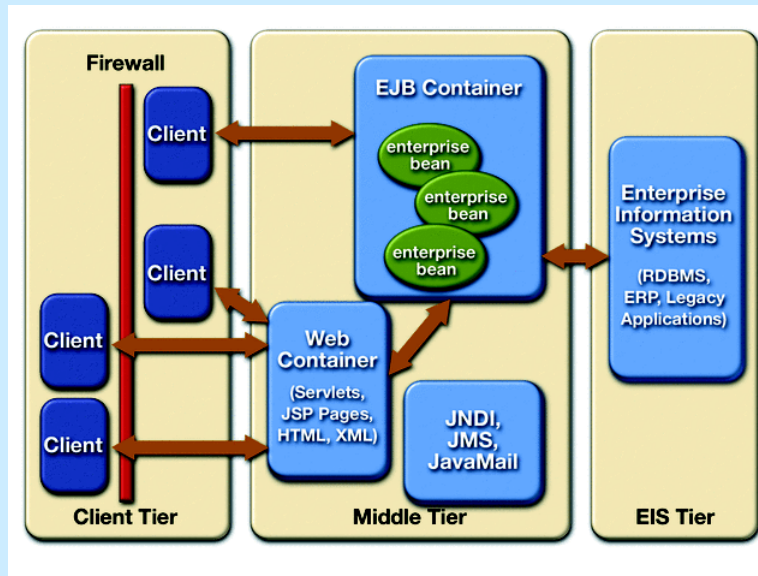 Firewall
Client
Client
Client
Client
Client Tier
EJB Container
enterprise
bean
enterprise
bean
enterprise
bean
Web
Container
(Servlets,
JSP Pages,
HTML, XML)
JNDI,
JMS,
JavaMail
Middle Tier
Enterprise
Information
Systems
(RDBMS,
ERP, Legacy
Applications)
EIS Tier